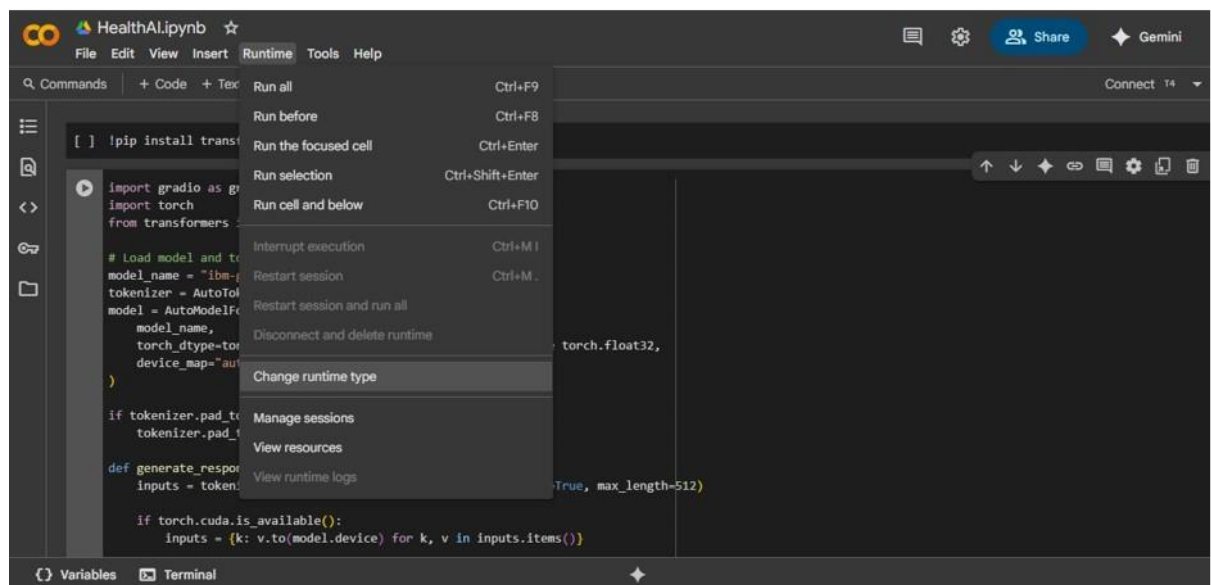 CO HealthAI.ipynb
File Edit View Insert Runtime Tools Help
Share
Gemini
Commands + Code + Tex
Connect T4
Run all Ctrl+F9
Run before Ctrl+F8
Run the focused cell Ctrl+Enter
Run selection Ctrl+Shift+Enter
Run cell and below Ctrl+F10
Interrupt execution Ctrl+M I
Restart session Ctrl+M .
Restart session and run all
Disconnect and delete runtime
Change runtime type
Manage sessions
View resources
View runtime logs
[ ] !pip install transf
import gradio as gr
import torch
from transformers i
# Load model and to
model_name = "ibm-g
tokenizer = AutoTok
model = AutoModelFo
model_name,
torch_dtype=tor torch.float32,
device_map="aut
)
if tokenizer.pad_to
tokenizer.pad_t
def generate_respon
inputs = tokeni =True, max_length=512)
if torch.cuda.is_available():
inputs = {k: v.to(model.device) for k, v in inputs.items()}
{} Variables Terminal